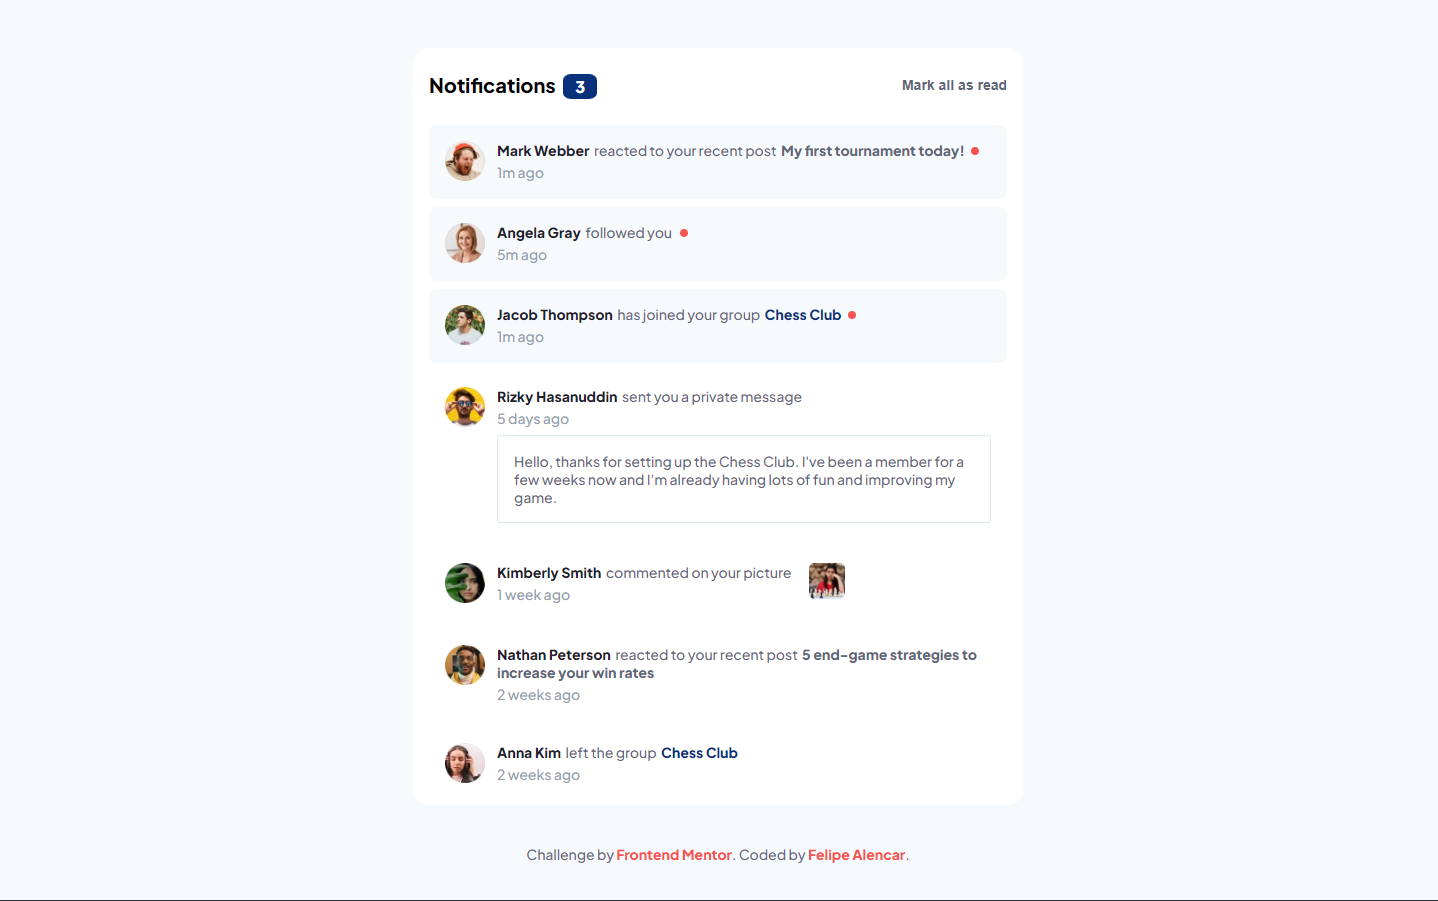 Notifications 3
Mark all as read
Mark Webber reacted to your recent post My first tournament today!
1m ago
Angela Gray followed you
5m ago
Jacob Thompson has joined your group Chess Club
1m ago
Rizky Hasanuddin sent you a private message
5 days ago
Hello, thanks for setting up the Chess Club. I've been a member for a
few weeks now and I'm already having lots of fun and improving my
game.
Kimberly Smith commented on your picture
1 week ago
Nathan Peterson reacted to your recent post 5 end-game strategies to
increase your win rates
2 weeks ago
Anna Kim left the group Chess Club
2 weeks ago
Challenge by Frontend Mentor. Coded by Felipe Alencar.